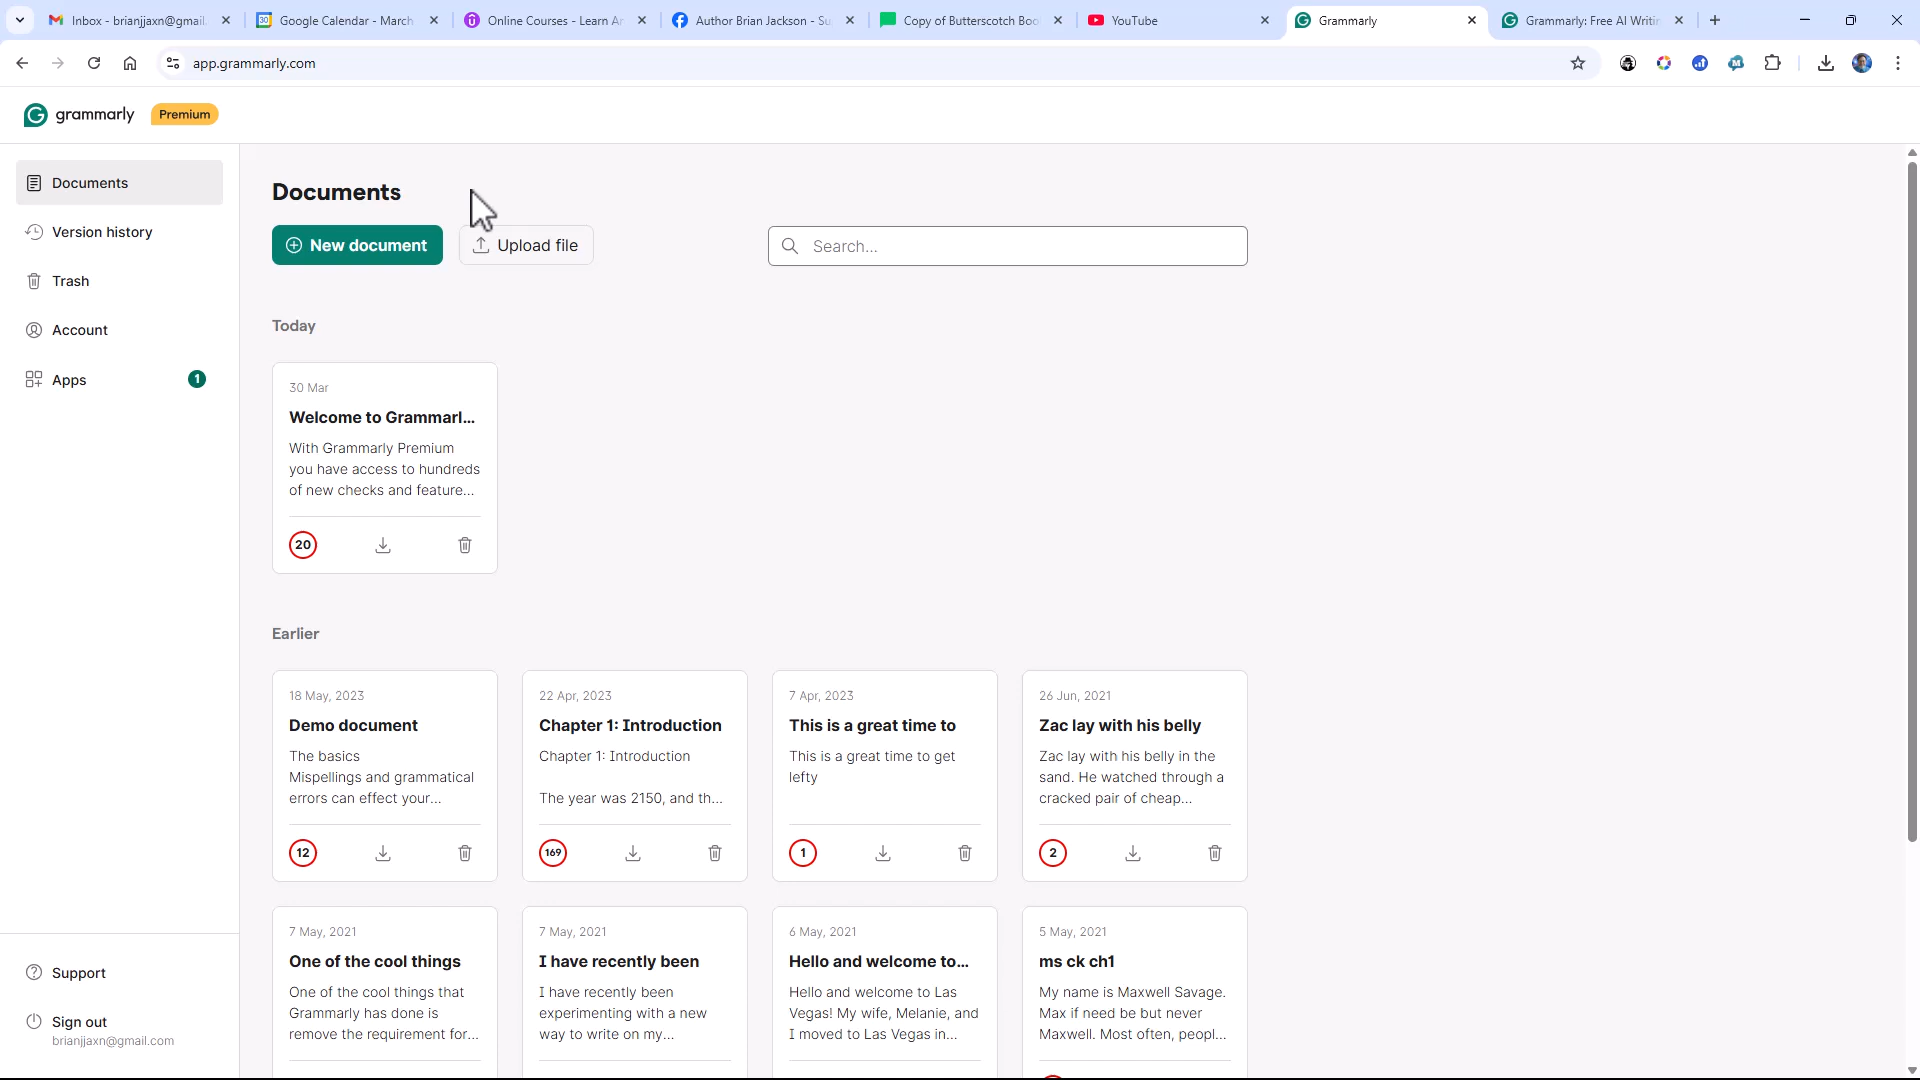 Inbox - brianjjaxn@gmail.
Google Calendar - March
Online Courses - Learn An
Author Brian Jackson - Su
Copy of Butterscotch Boo
YouTube
Grammarly
Grammarly: Free AI Writin
app.grammarly.com
grammarly Premium
Documents
Version history
Trash
Account
Apps 1
Support
Sign out
brianjjaxn@gmail.com
Documents
New document
Upload file
Search...
Today
30 Mar
Welcome to Grammarl...
With Grammarly Premium
you have access to hundreds
of new checks and feature...
20
Earlier
18 May, 2023
Demo document
The basics
Mispellings and grammatical
errors can effect your...
12
22 Apr, 2023
Chapter 1: Introduction
Chapter 1: Introduction
The year was 2150, and th...
169
7 Apr, 2023
This is a great time to
This is a great time to get
lefty
1
26 Jun, 2021
Zac lay with his belly
Zac lay with his belly in the
sand. He watched through a
cracked pair of cheap...
2
7 May, 2021
One of the cool things
One of the cool things that
Grammarly has done is
remove the requirement for...
7 May, 2021
I have recently been
I have recently been
experimenting with a new
way to write on my...
6 May, 2021
Hello and welcome to...
Hello and welcome to Las
Vegas! My wife, Melanie, and
I moved to Las Vegas in...
5 May, 2021
ms ck ch1
My name is Maxwell Savage.
Max if need be but never
Maxwell. Most often, peopl...